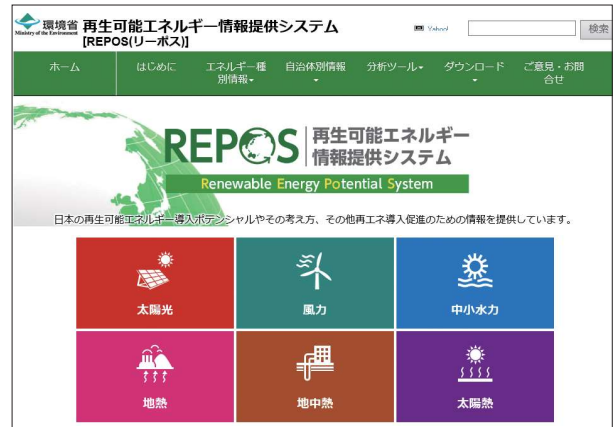 環境省
Ministry of the Environment
再生可能エネルギー情報提供システム
[REPOS(リーポス)]
検索
ホーム
はじめに
エネルギー種
別情報
自治体別情報
分析ツール
ダウンロード
ご意見・お問
合せ
REPOS
再生可能エネルギー
情報提供システム
Renewable Energy Potential System
日本の再生可能エネルギー導入ポテンシャルやその考え方、その他再エネ導入促進のための情報を提供しています。
太陽光
風力
中小水力
地熱
地中熱
太陽熱